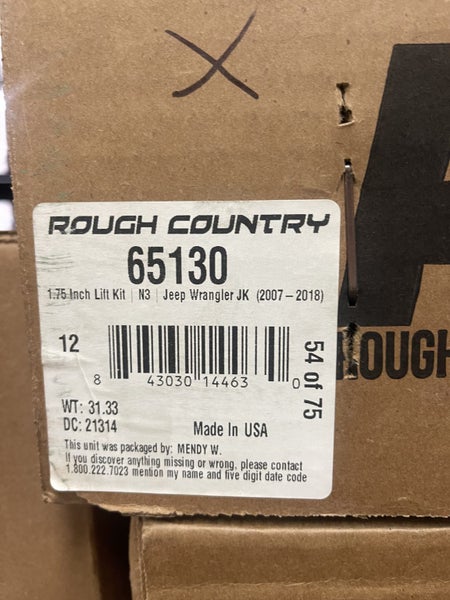 X
ROUGH COUNTRY
65130
1.75 Inch Lift Kit | N3 | Jeep Wrangler JK (2007-2018)
12
8 43030 14463 0
54 of 75
WT: 31.33
DC: 21314
Made In USA
This unit was packaged by: MENDY W.
If you discover anything missing or wrong, please contact
1.800.222.7023 mention my name and five digit date code
ROUGH